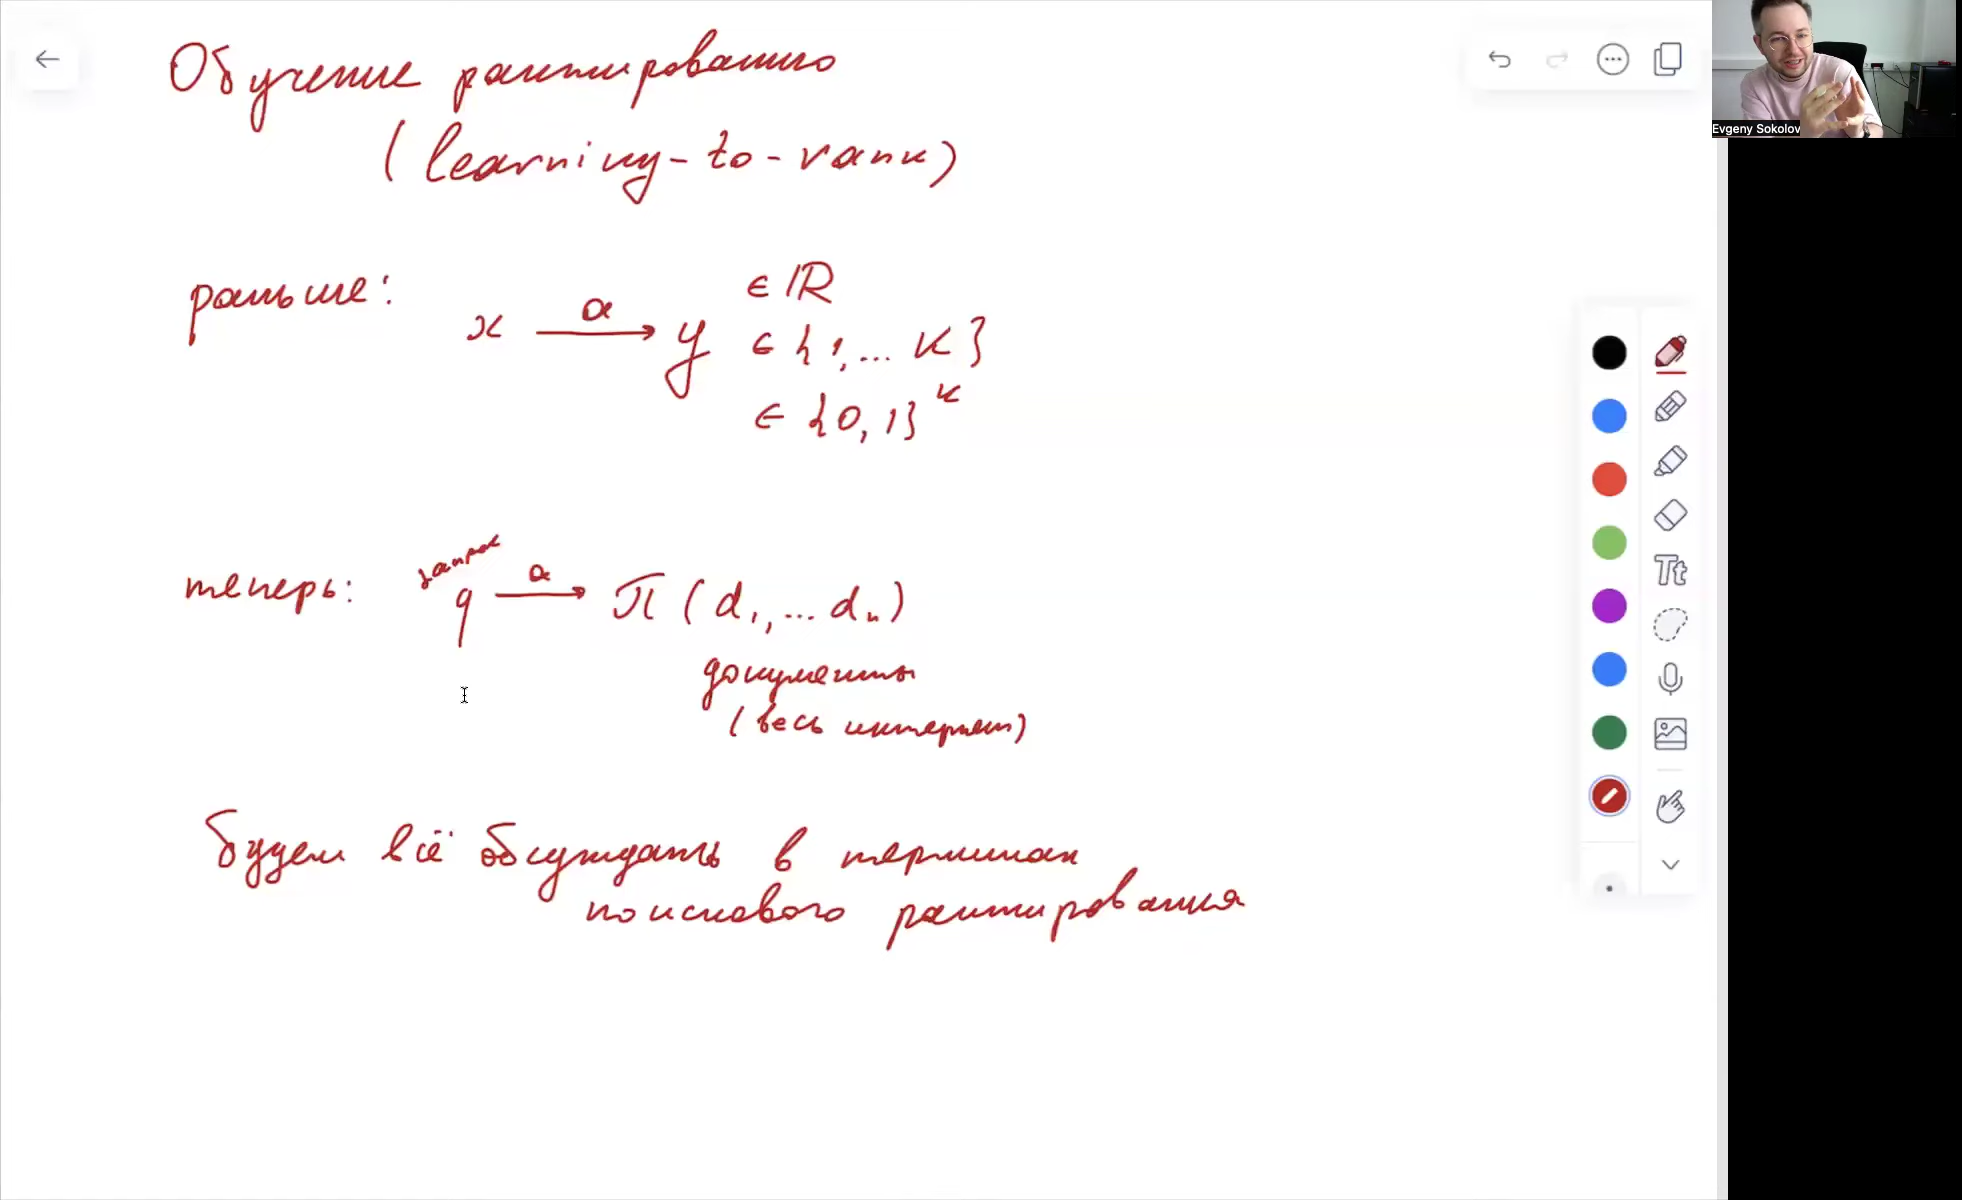 Обучение ранжированию
(learning-to-rank)
Evgeny Sokolov
раньше:
x a y ∈ ℝ
∈ {1, ... K}
∈ {0, 1}^K
теперь: запрос q a π (d₁, ... dₙ)
документы
(весь интернет)
будем всё обсуждать в терминах
поискового ранжирования
Tt